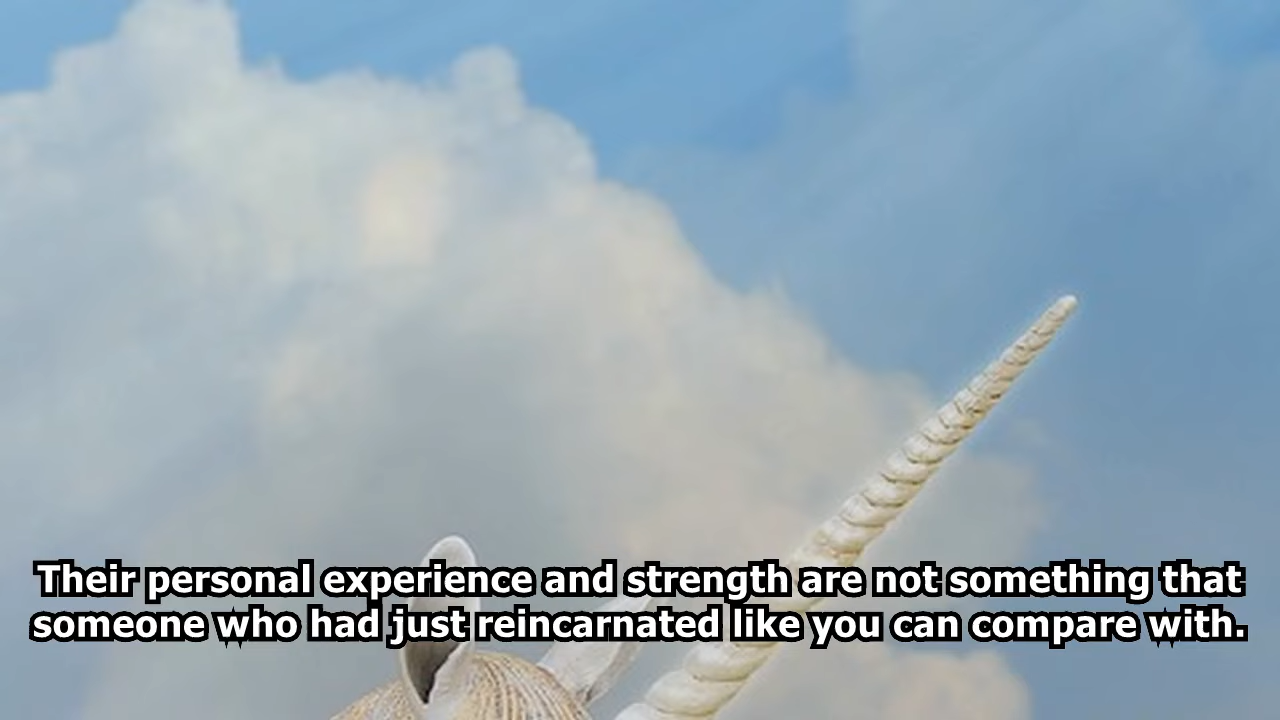 Their personal experience and strength are not something that
someone who had just reincarnated like you can compare with.